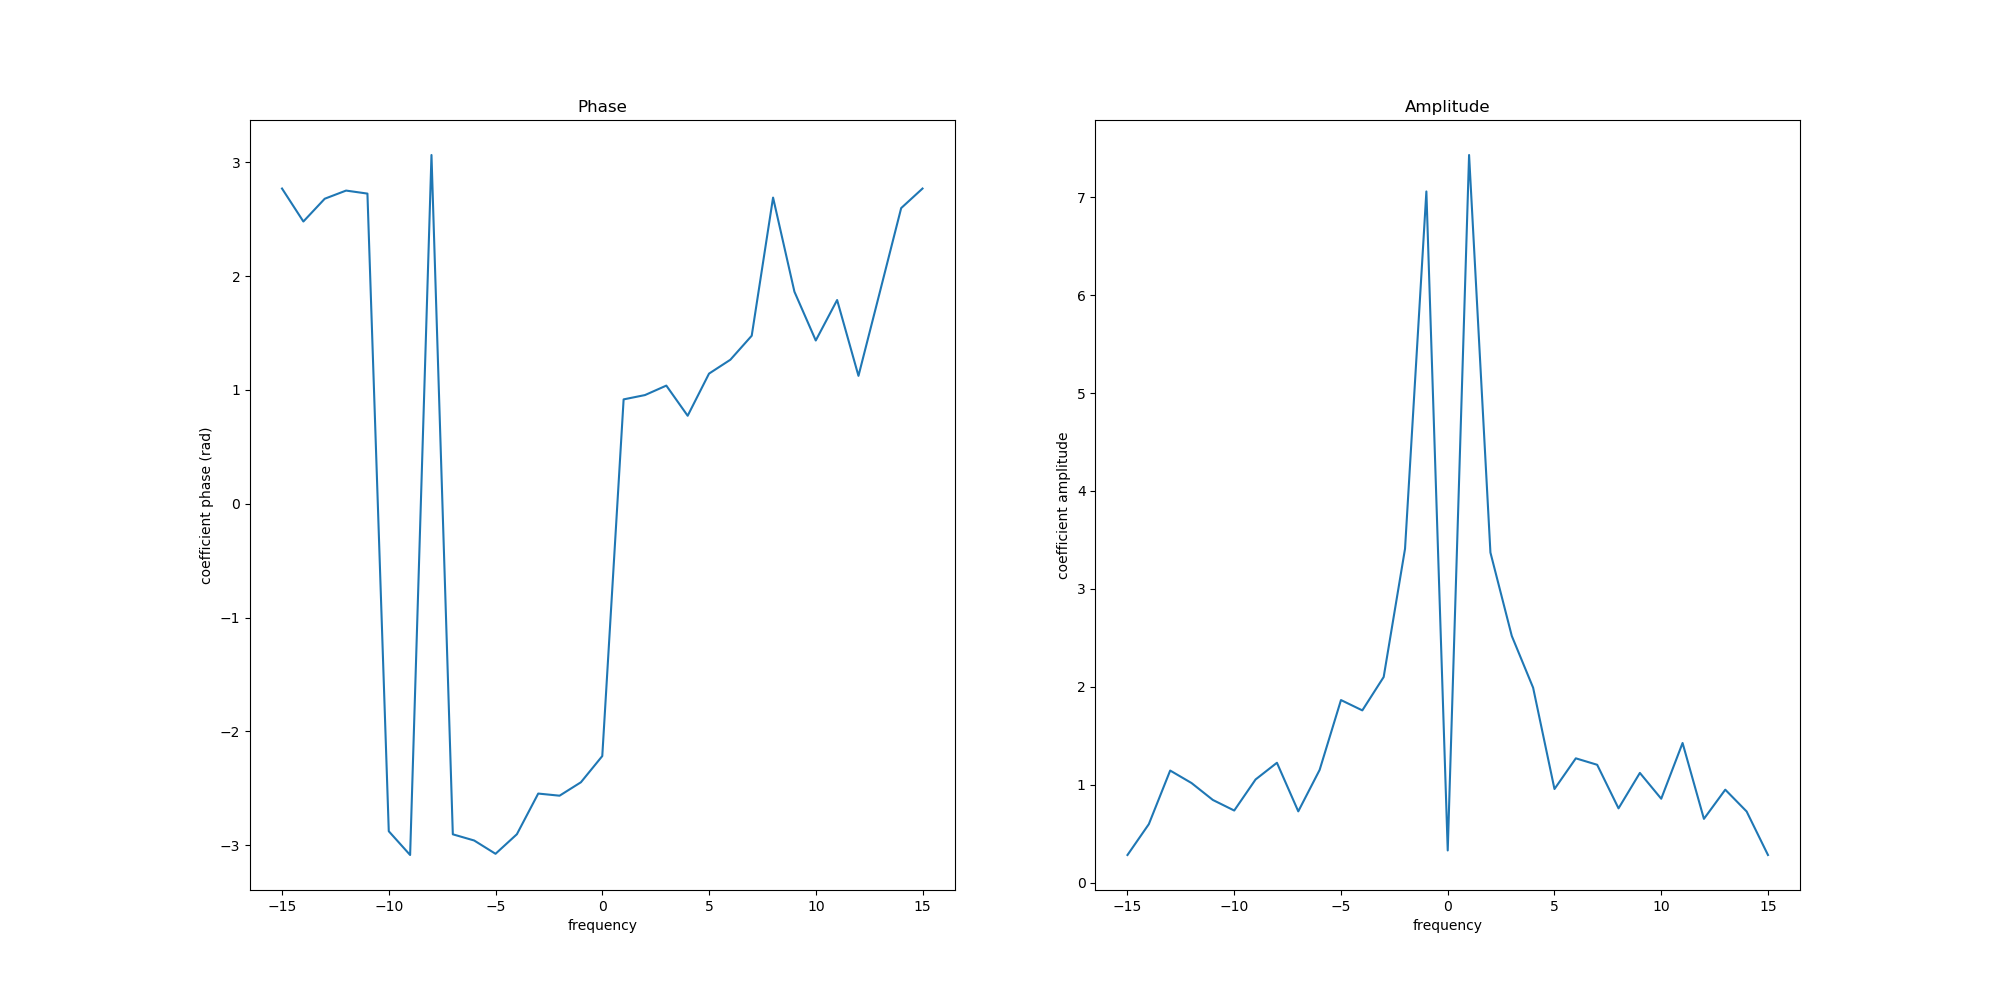 Phase
3
2
1
0
−1
−2
−3
coefficient phase (rad)
−15 −10 −5 0 5 10 15
frequency
Amplitude
7
6
5
4
3
2
1
0
coefficient amplitude
−15 −10 −5 0 5 10 15
frequency